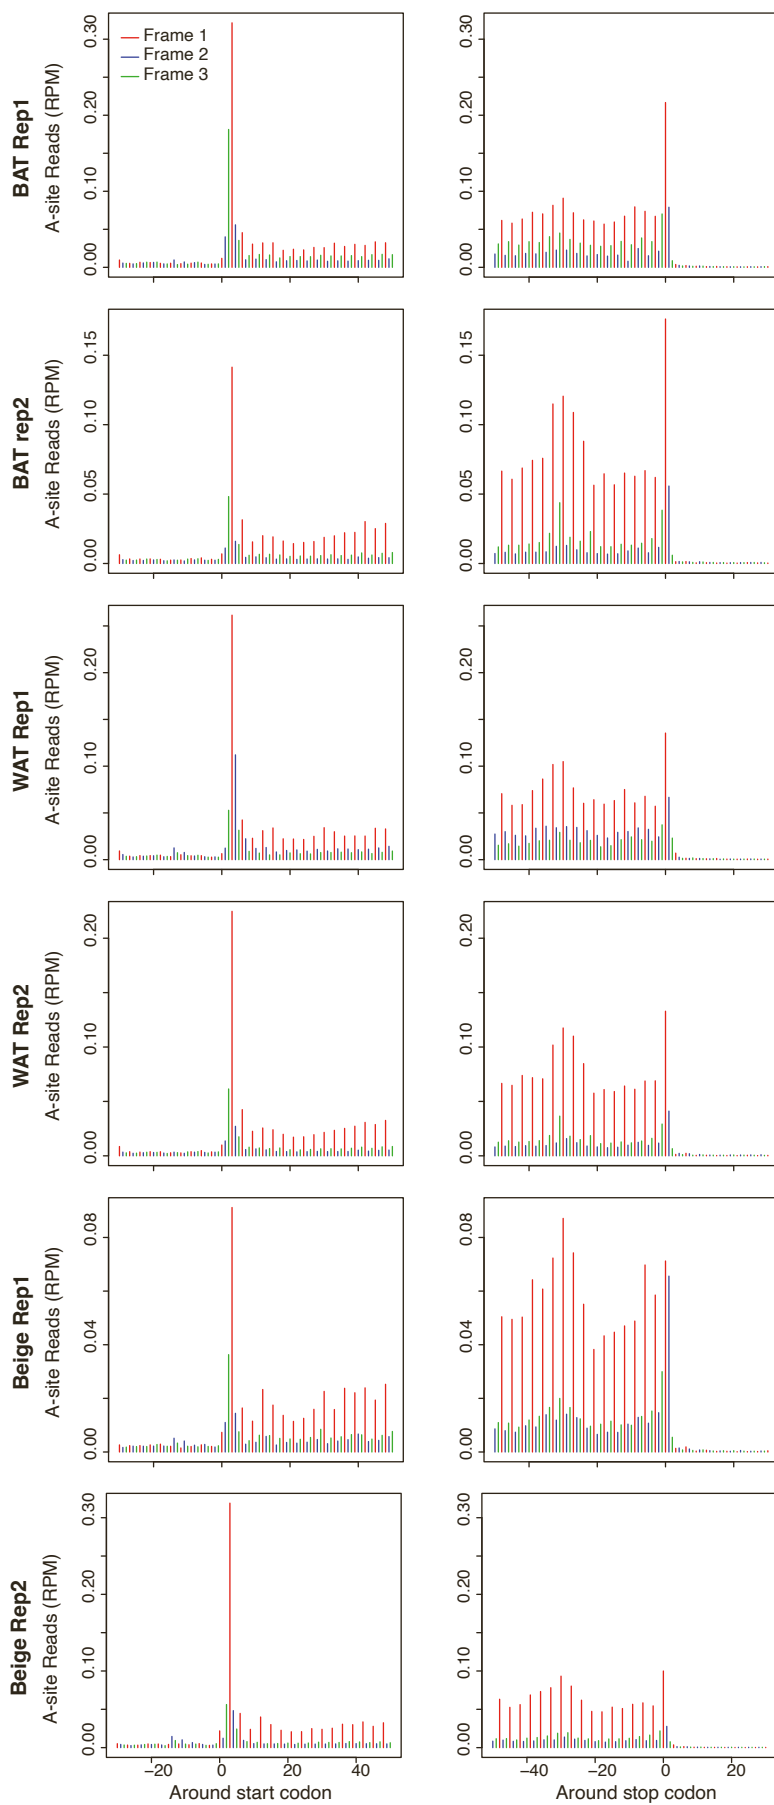 BAT Rep1
A-site Reads (RPM)
0.00 0.10 0.20 0.30
Frame 1
Frame 2
Frame 3
0.00 0.10 0.20 0.30
BAT rep2
A-site Reads (RPM)
0.00 0.05 0.10 0.15
0.00 0.05 0.10 0.15
WAT Rep1
A-site Reads (RPM)
0.00 0.10 0.20
0.00 0.10 0.20
WAT Rep2
A-site Reads (RPM)
0.00 0.10 0.20
0.00 0.10 0.20
Beige Rep1
A-site Reads (RPM)
0.00 0.04 0.08
0.00 0.04 0.08
Beige Rep2
A-site Reads (RPM)
0.00 0.10 0.20 0.30
0.00 0.10 0.20 0.30
−20 0 20 40
Around start codon
−40 −20 0 20
Around stop codon